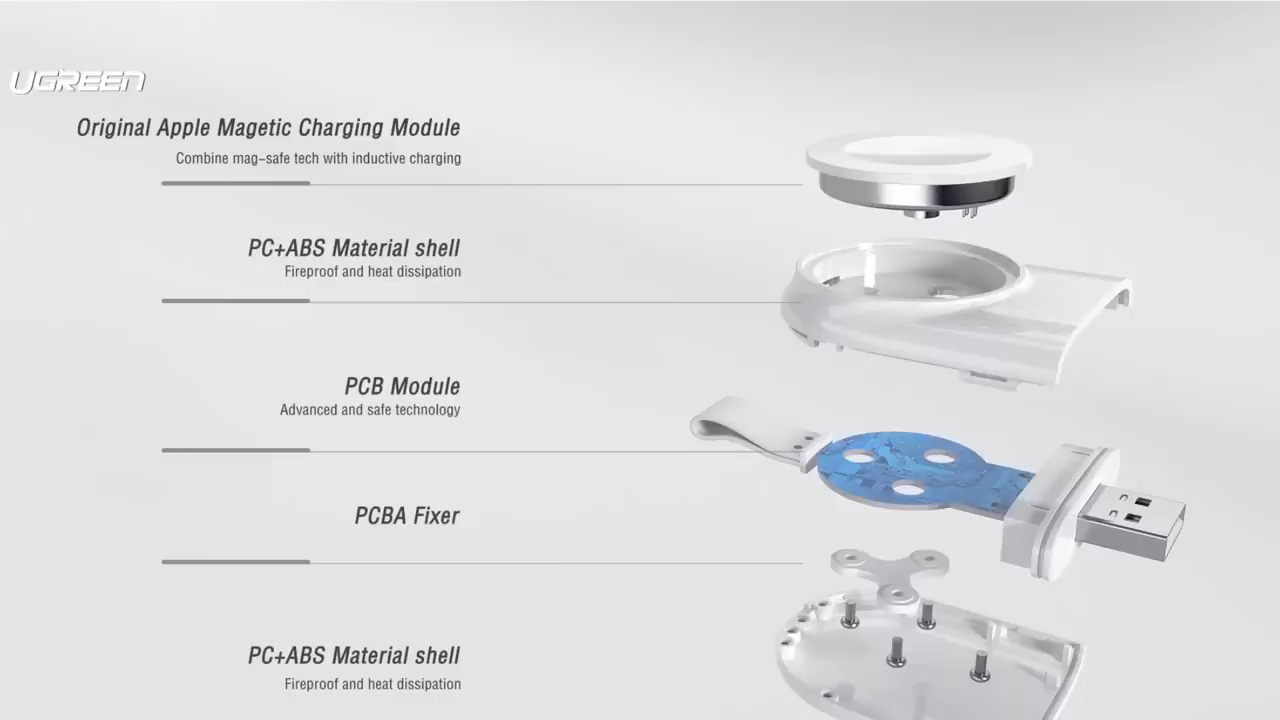 UGREEN
Original Apple Magetic Charging Module
Combine mag-safe tech with inductive charging
PC+ABS Material shell
Fireproof and heat dissipation
PCB Module
Advanced and safe technology
PCBA Fixer
PC+ABS Material shell
Fireproof and heat dissipation